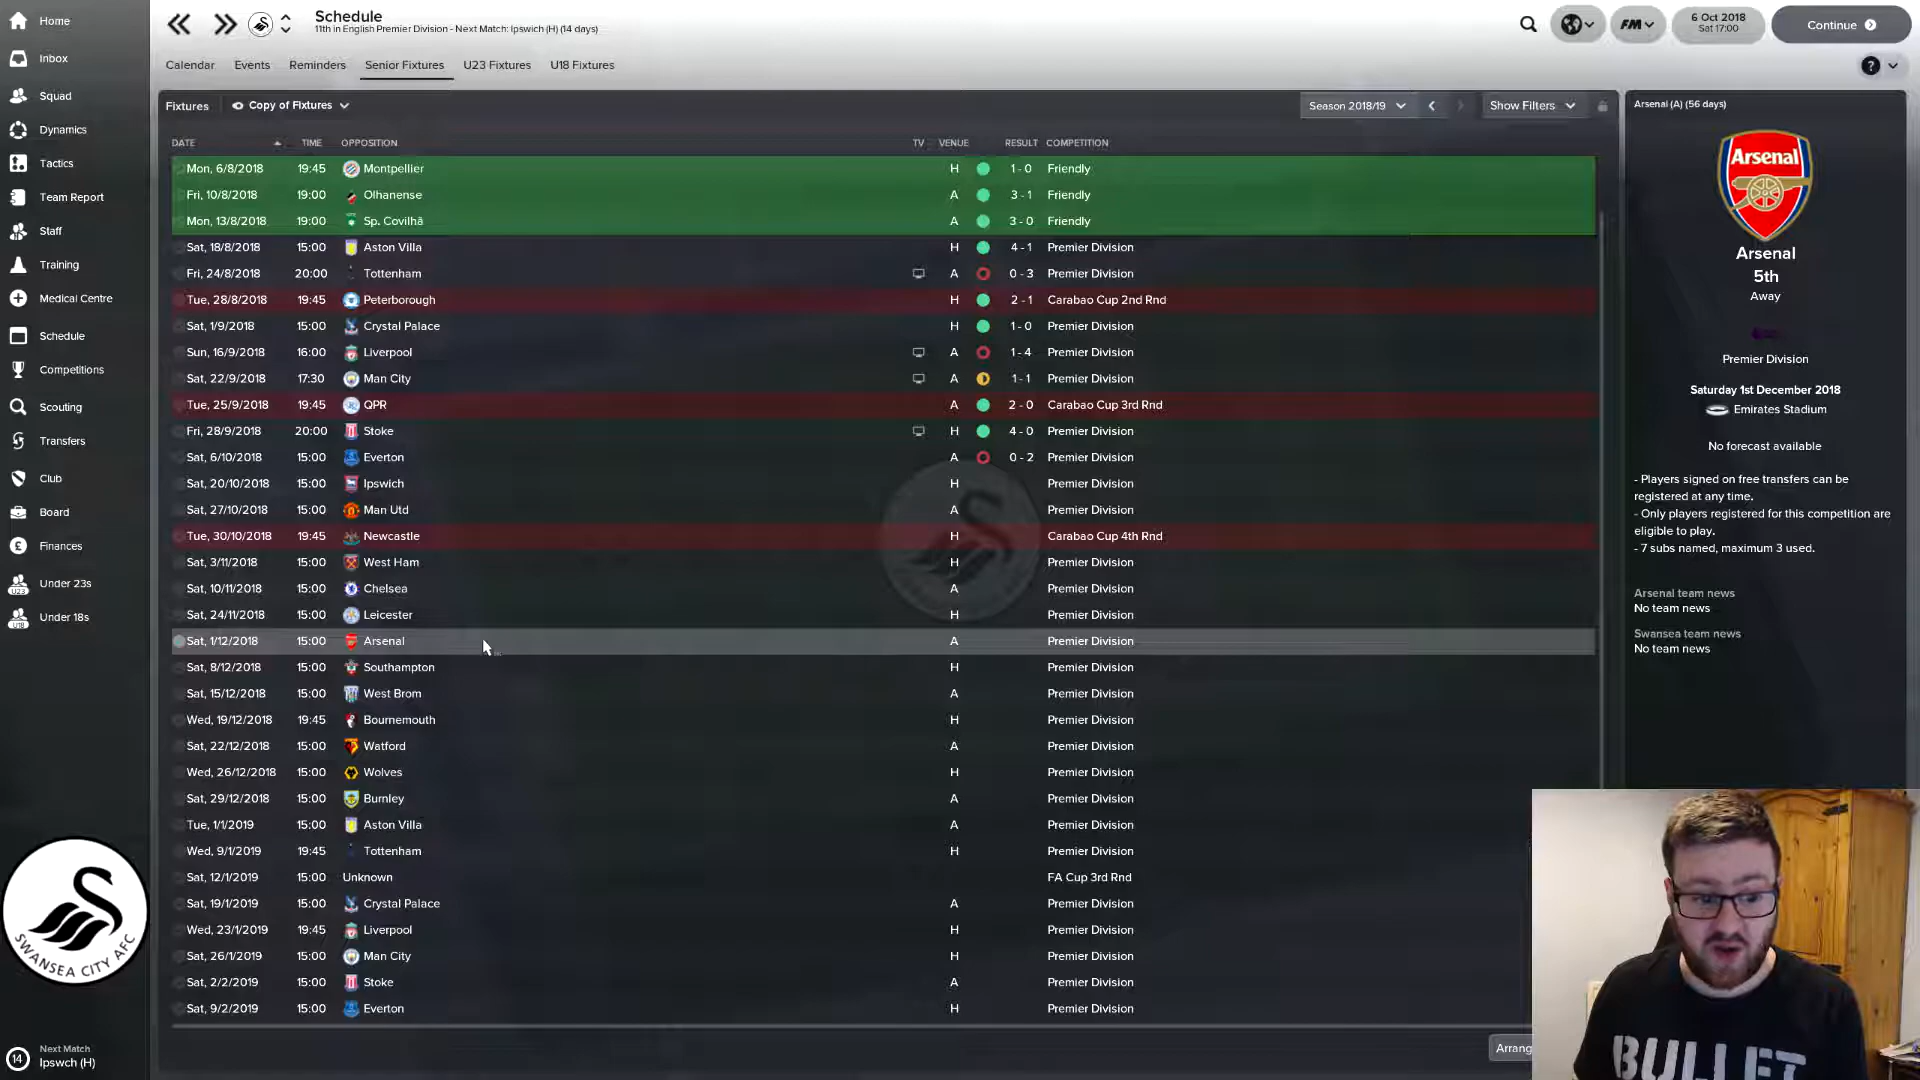 Home
Inbox
Squad
Dynamics
Tactics
Team Report
Staff
Training
Medical Centre
Schedule
Competitions
Scouting
Transfers
Club
Board
Finances
Under 23s
Under 18s
SWANSEA CITY AFC
14
Next Match
Ipswch (H)
Schedule
11th in English Premier Division - Next Match: Ipswich (H) (14 days)
FM
6 Oct 2018
Sat 17:00
Continue
Calendar Events Reminders Senior Fixtures U23 Fixtures U18 Fixtures
?
Fixtures Copy of Fixtures Season 2018/19 Show Filters
DATE TIME OPPOSITION TV VENUE RESULT COMPETITION
Mon, 6/8/2018 19:45 Montpellier H 1 - 0 Friendly
Fri, 10/8/2018 19:00 Olhanense A 3 - 1 Friendly
Mon, 13/8/2018 19:00 Sp. Covilhã A 3 - 0 Friendly
Sat, 18/8/2018 15:00 Aston Villa H 4 - 1 Premier Division
Fri, 24/8/2018 20:00 Tottenham A 0 - 3 Premier Division
Tue, 28/8/2018 19:45 Peterborough H 2 - 1 Carabao Cup 2nd Rnd
Sat, 1/9/2018 15:00 Crystal Palace H 1 - 0 Premier Division
Sun, 16/9/2018 16:00 Liverpool A 1 - 4 Premier Division
Sat, 22/9/2018 17:30 Man City A 1 - 1 Premier Division
Tue, 25/9/2018 19:45 QPR A 2 - 0 Carabao Cup 3rd Rnd
Fri, 28/9/2018 20:00 Stoke H 4 - 0 Premier Division
Sat, 6/10/2018 15:00 Everton A 0 - 2 Premier Division
Sat, 20/10/2018 15:00 Ipswich H Premier Division
Sat, 27/10/2018 15:00 Man Utd A Premier Division
Tue, 30/10/2018 19:45 Newcastle H Carabao Cup 4th Rnd
Sat, 3/11/2018 15:00 West Ham H Premier Division
Sat, 10/11/2018 15:00 Chelsea A Premier Division
Sat, 24/11/2018 15:00 Leicester H Premier Division
Sat, 1/12/2018 15:00 Arsenal A Premier Division
Sat, 8/12/2018 15:00 Southampton H Premier Division
Sat, 15/12/2018 15:00 West Brom A Premier Division
Wed, 19/12/2018 19:45 Bournemouth H Premier Division
Sat, 22/12/2018 15:00 Watford A Premier Division
Wed, 26/12/2018 15:00 Wolves H Premier Division
Sat, 29/12/2018 15:00 Burnley A Premier Division
Tue, 1/1/2019 15:00 Aston Villa A Premier Division
Wed, 9/1/2019 19:45 Tottenham H Premier Division
Sat, 12/1/2019 15:00 Unknown FA Cup 3rd Rnd
Sat, 19/1/2019 15:00 Crystal Palace A Premier Division
Wed, 23/1/2019 19:45 Liverpool H Premier Division
Sat, 26/1/2019 15:00 Man City H Premier Division
Sat, 2/2/2019 15:00 Stoke A Premier Division
Sat, 9/2/2019 15:00 Everton H Premier Division
Arrang
Arsenal (A) (56 days)
Arsenal
Arsenal
5th
Away
Premier Division
Saturday 1st December 2018
Emirates Stadium
No forecast available
- Players signed on free transfers can be
registered at any time.
- Only players registered for this competition are
eligible to play.
- 7 subs named, maximum 3 used.
Arsenal team news
No team news
Swansea team news
No team news
BULLET